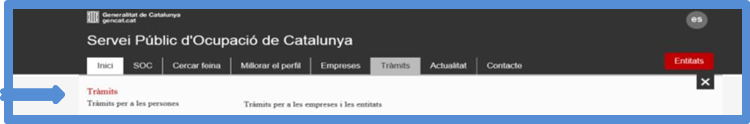 Generalitat de Catalunya
gencat.cat
es
Servei Públic d'Ocupació de Catalunya
Inici SOC Cercar feina Millorar el perfil Empreses Tràmits Actualitat Contacte Entitats
Tràmits
Tràmits per a les persones Tràmits per a les empreses i les entitats